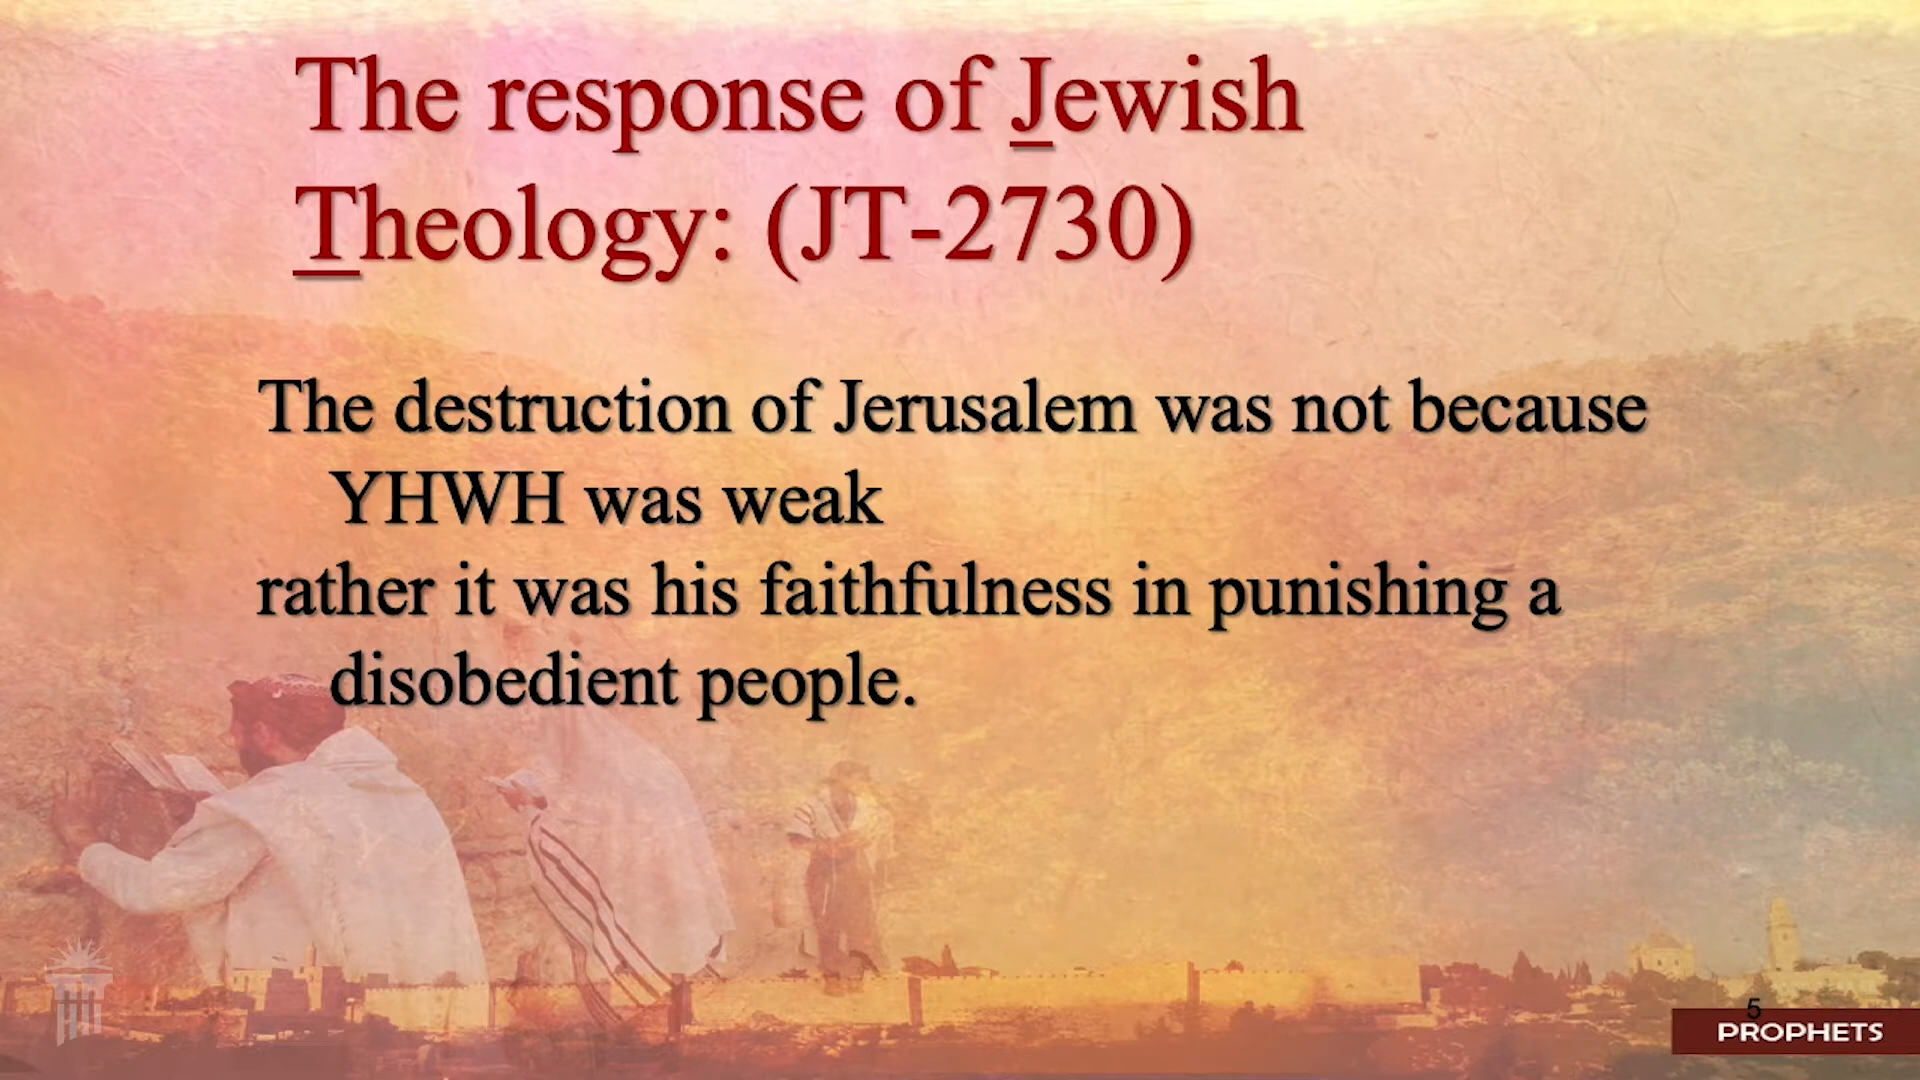 The response of Jewish
Theology: (JT-2730)
The destruction of Jerusalem was not because
YHWH was weak
rather it was his faithfulness in punishing a
disobedient people.
5
PROPHETS